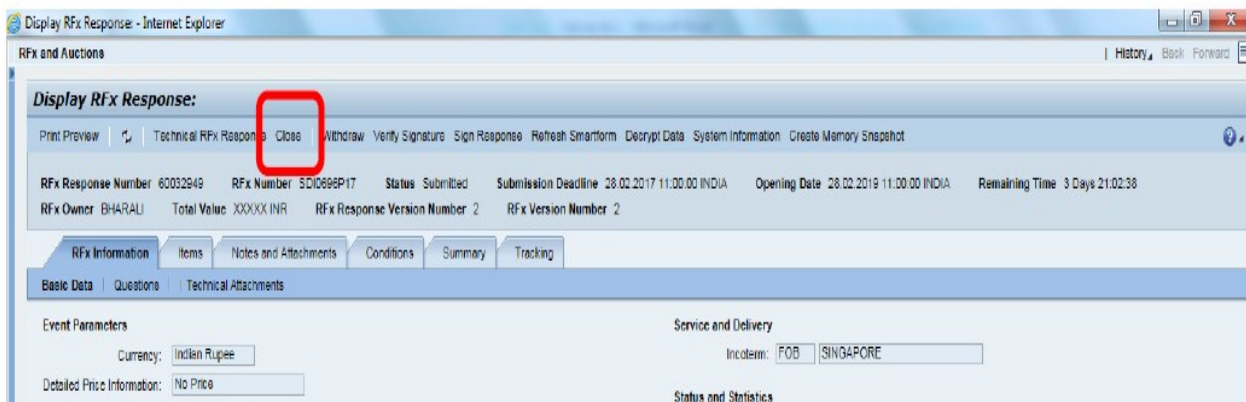 Display RFx Response: - Internet Explorer
RFx and Auctions
History Back Forward
Display RFx Response:
Print Preview Technical RFx Response Close Withdraw Verify Signature Sign Response Refresh Smartform Decrypt Data System Information Create Memory Snapshot
RFx Response Number 60032949 RFx Number SDI0696P17 Status Submitted Submission Deadline 28.02.2017 11:00:00 INDIA Opening Date 28.02.2019 11:00:00 INDIA Remaining Time 3 Days 21:02:38
RFx Owner BHARALI Total Value XXXXX INR RFx Response Version Number 2 RFx Version Number 2
RFx Information Items Notes and Attachments Conditions Summary Tracking
Basic Data Questions Technical Attachments
Event Parameters Service and Delivery
Currency: Indian Rupee Incoterm: FOB SINGAPORE
Detailed Price Information: No Price
Status and Statistics